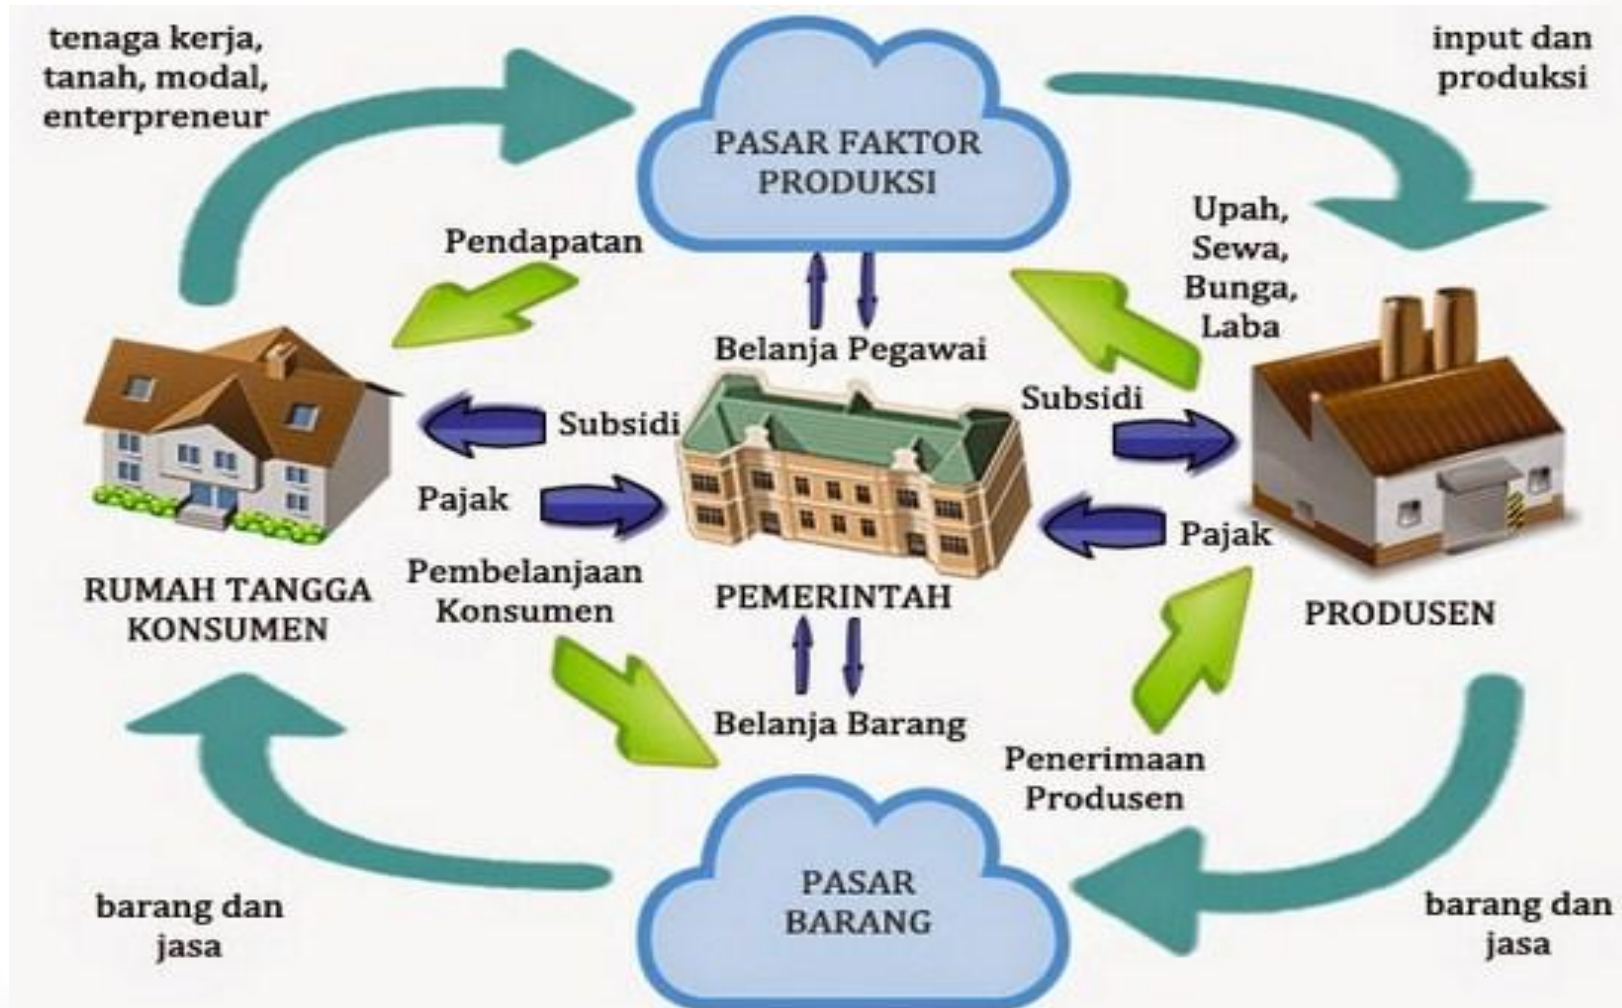 tenaga kerja,
tanah, modal,
enterpreneur
input dan
produksi
PASAR FAKTOR
PRODUKSI
Pendapatan
Upah,
Sewa,
Bunga,
Laba
Belanja Pegawai
Subsidi
Subsidi
Pajak
Pajak
RUMAH TANGGA
KONSUMEN
Pembelanjaan
Konsumen
PEMERINTAH
PRODUSEN
Belanja Barang
Penerimaan
Produsen
PASAR
BARANG
barang dan
jasa
barang dan
jasa